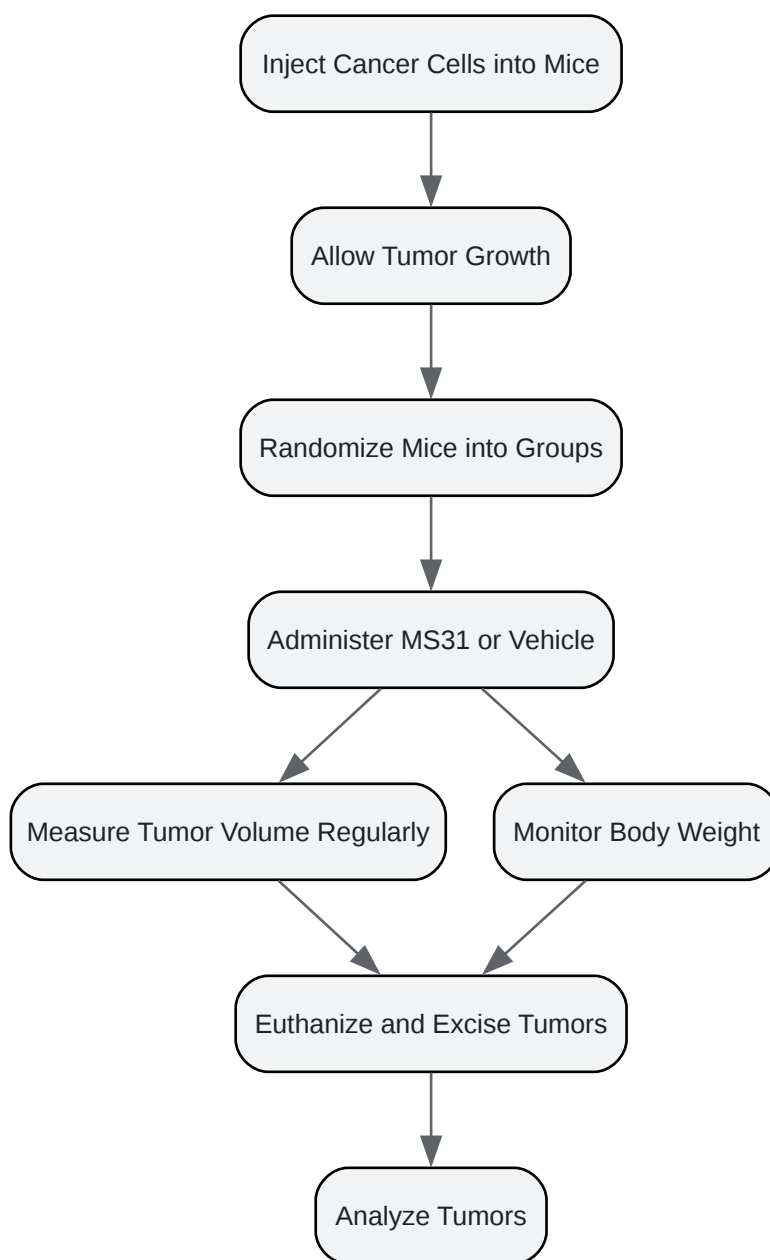 Inject Cancer Cells into Mice
Allow Tumor Growth
Randomize Mice into Groups
Administer MS31 or Vehicle
Measure Tumor Volume Regularly
Monitor Body Weight
Euthanize and Excise Tumors
Analyze Tumors